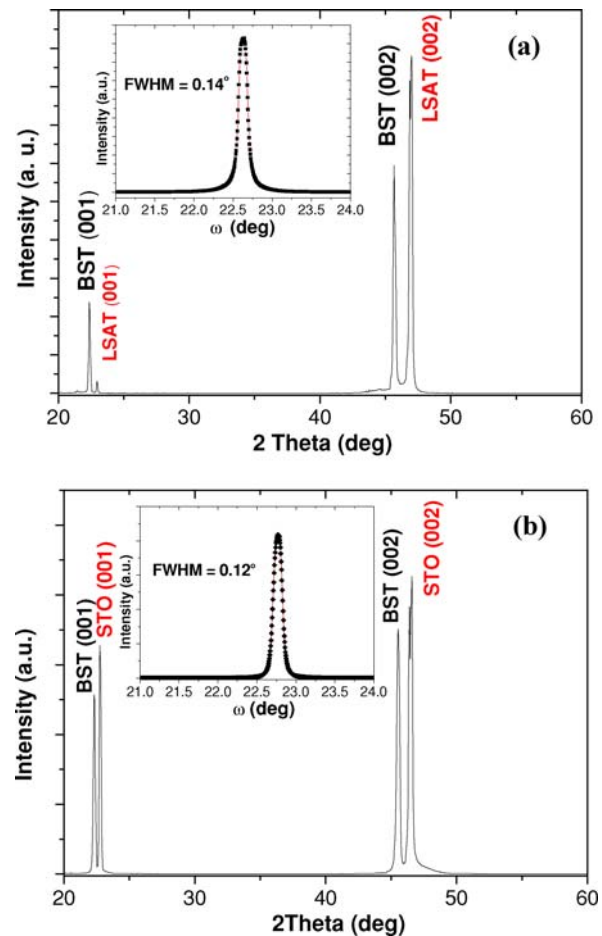 (a)
FWHM = 0.14°
Intensity (a.u.)
21.0 21.5 22.0 22.5 23.0 23.5 24.0
ω (deg)
BST (001)
LSAT (001)
BST (002)
LSAT (002)
Intensity (a. u.)
20 30 40 50 60
2 Theta (deg)
(b)
FWHM = 0.12°
Intensity (a.u.)
21.0 21.5 22.0 22.5 23.0 23.5 24.0
ω (deg)
BST (001)
STO (001)
BST (002)
STO (002)
Intensity (a.u.)
20 30 40 50 60
2Theta (deg)